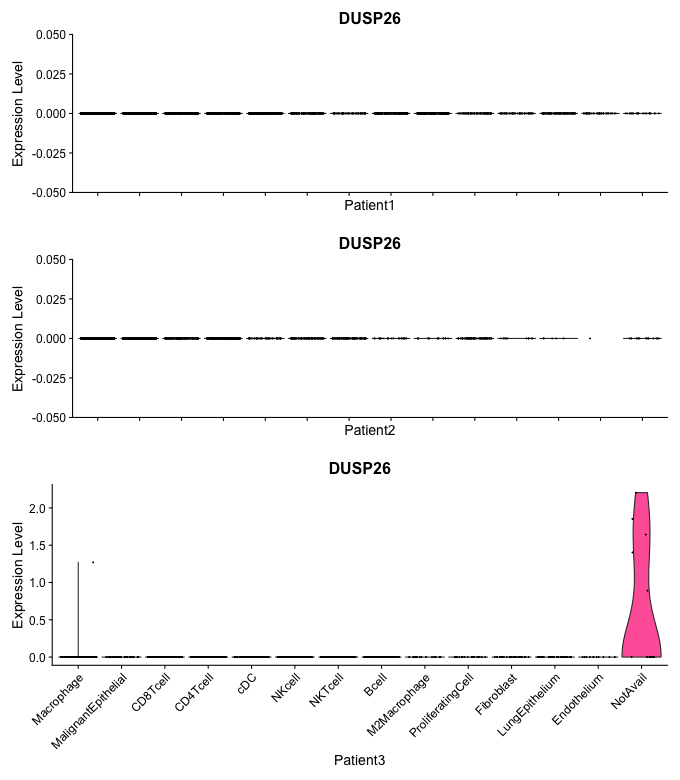 DUSP26
Expression Level
0.050
0.025
0.000
-0.025
-0.050
Patient1
DUSP26
Expression Level
0.050
0.025
0.000
-0.025
-0.050
Patient2
DUSP26
Expression Level
2.0
1.5
1.0
0.5
0.0
Macrophage
MalignantEpithelial
CD8Tcell
CD4Tcell
cDC
NKcell
NKTcell
Bcell
M2Macrophage
ProliferatingCell
Fibroblast
LungEpithelium
Endothelium
NotAvail
Patient3